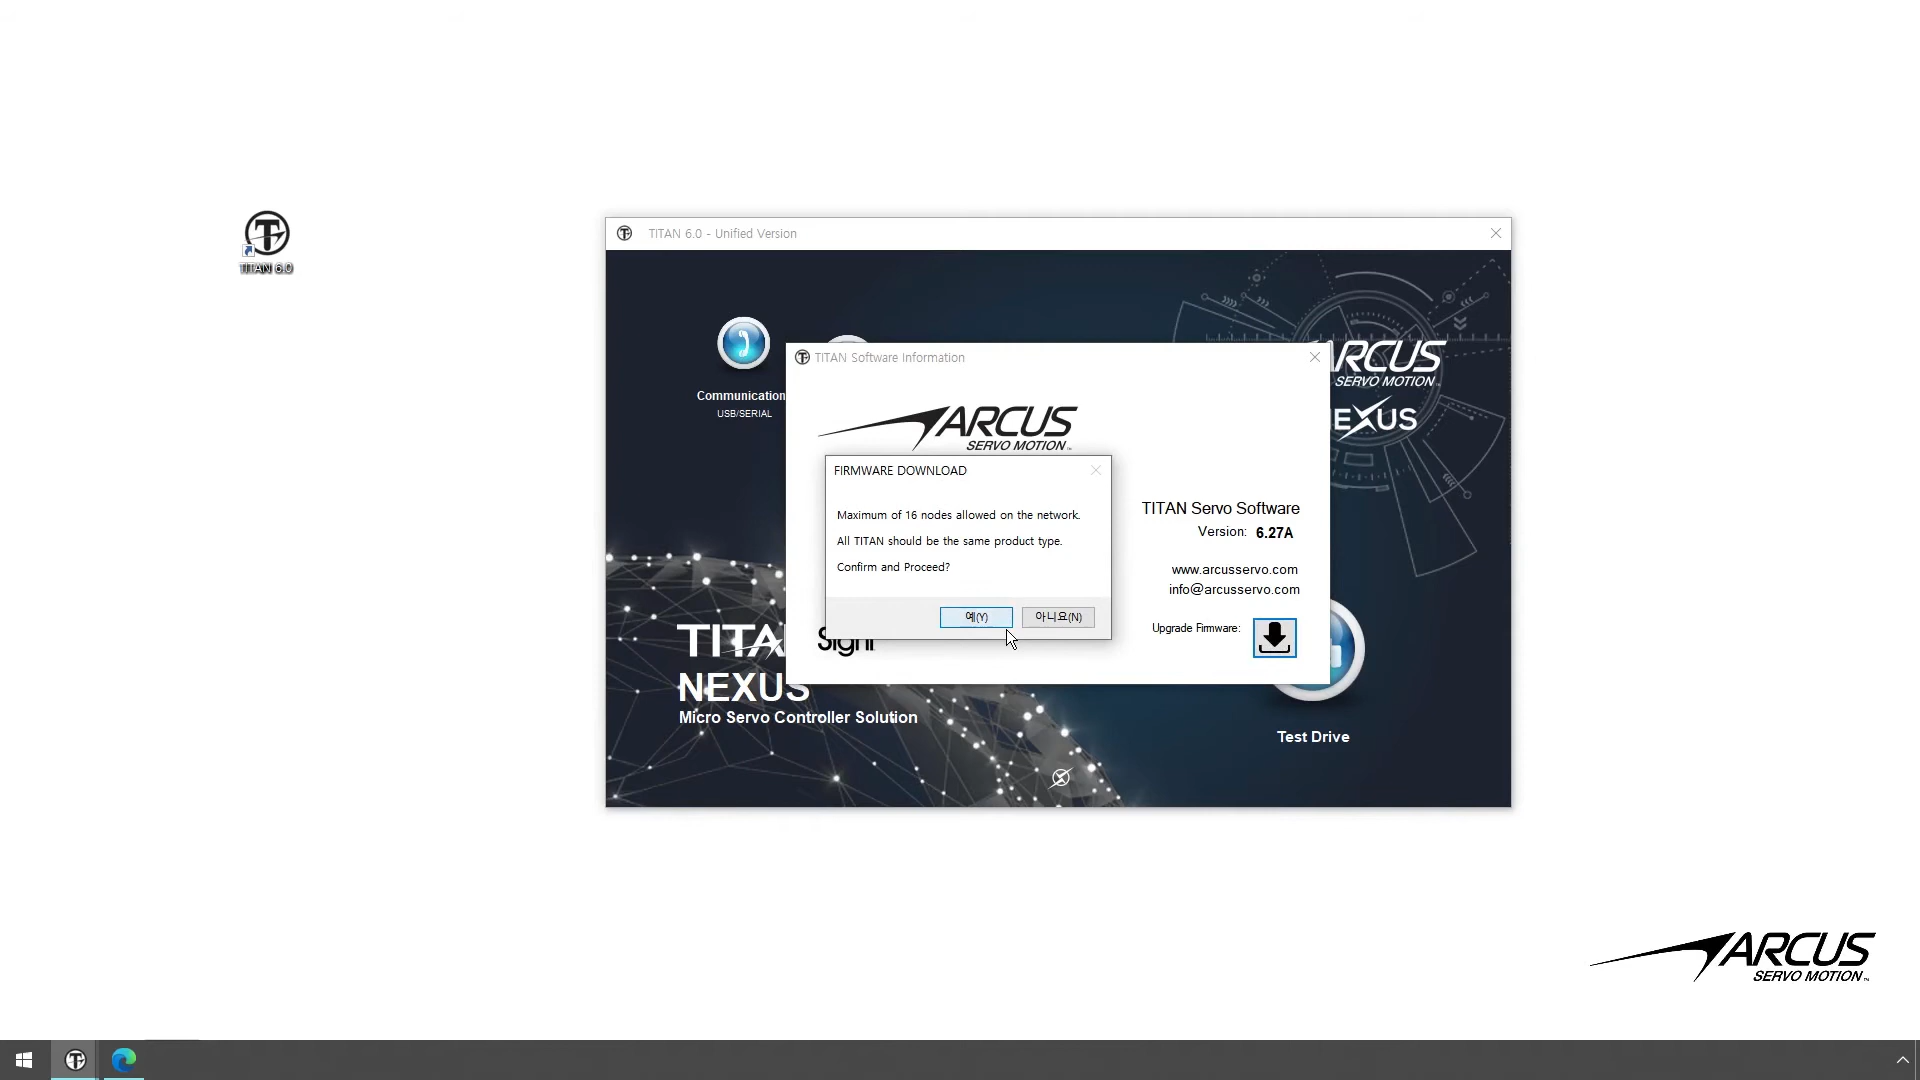 TITAN 6.0
TITAN 6.0 - Unified Version
Communication
USB/SERIAL
TITAN Software Information
ARCUS
SERVO MOTION
FIRMWARE DOWNLOAD
Maximum of 16 nodes allowed on the network.
All TITAN should be the same product type.
Confirm and Proceed?
예(Y)
아니요(N)
TITAN Servo Software
Version: 6.27A
www.arcusservo.com
info@arcusservo.com
Upgrade Firmware:
ARCUS
SERVO MOTION
EXUS
TITA
NEXUS
Micro Servo Controller Solution
Test Drive
ARCUS
SERVO MOTION™